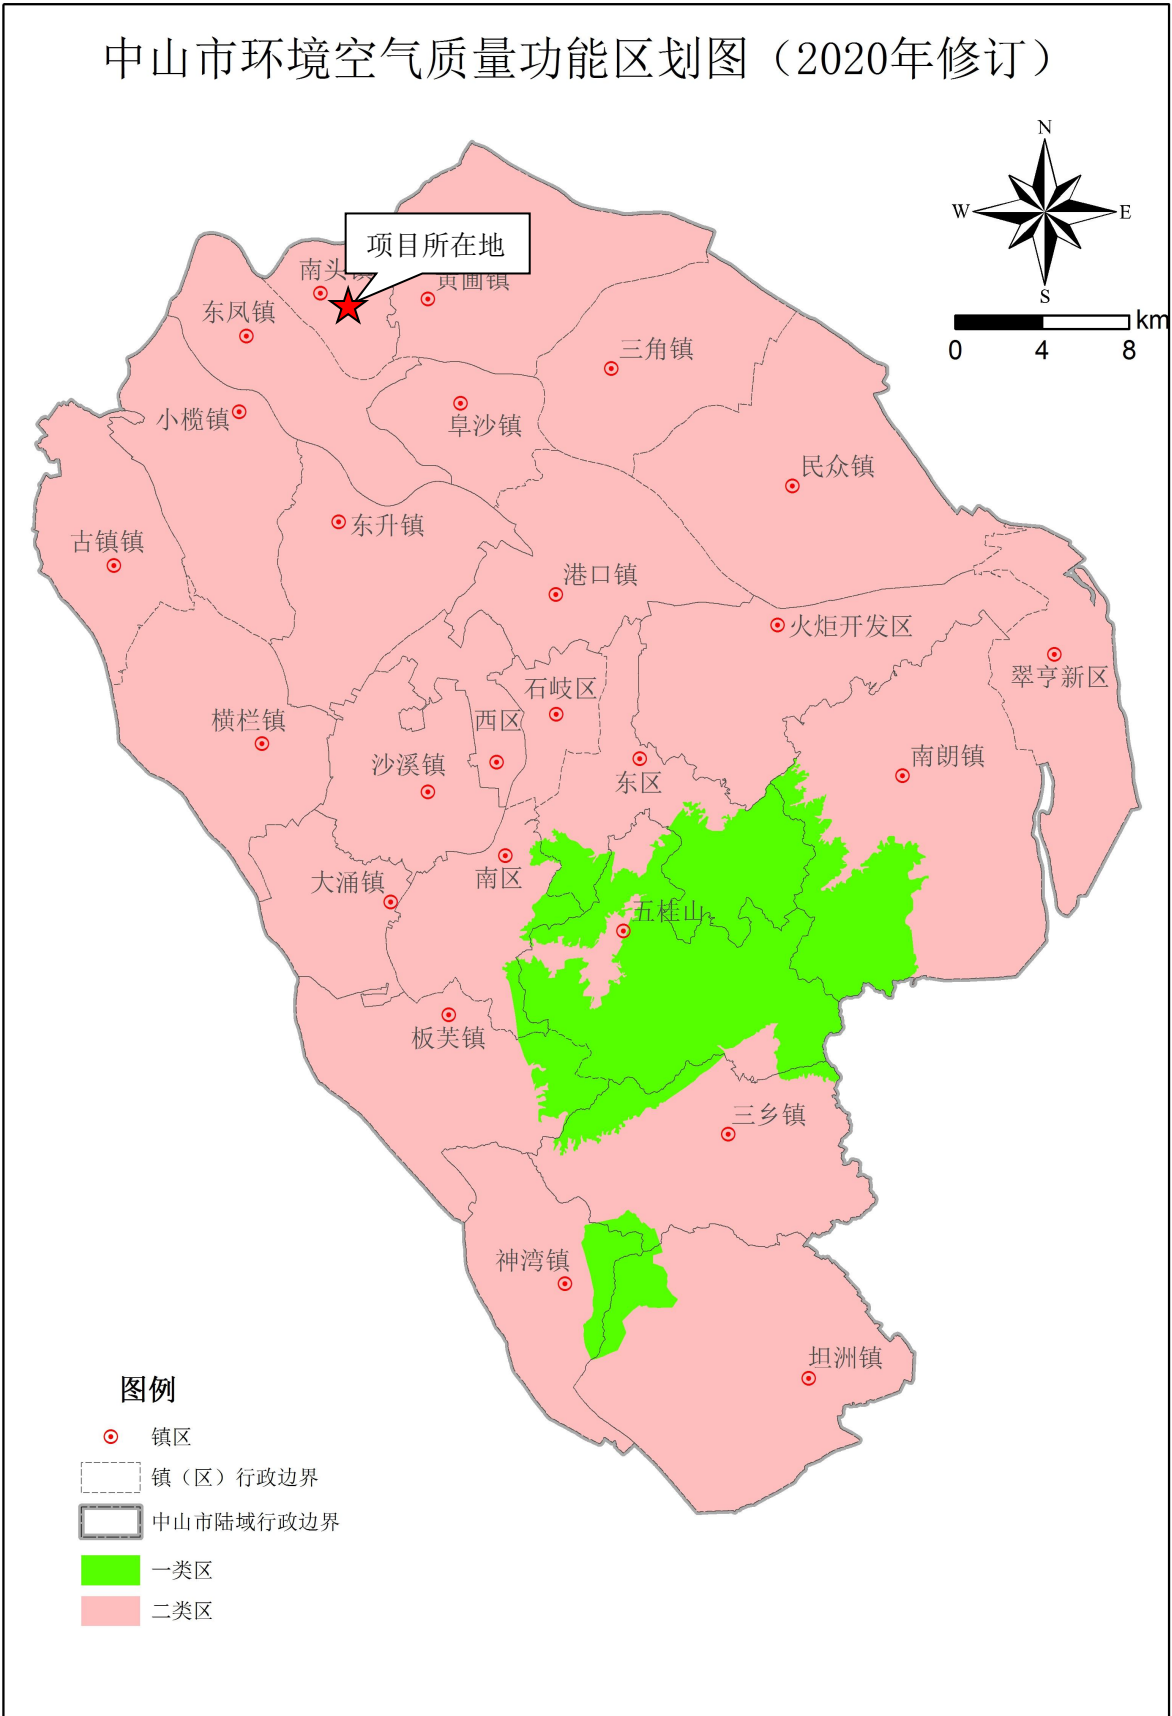 中山市环境空气质量功能区划图（2020年修订）
N
W
E
S
km
0 4 8
项目所在地
南头镇
黄圃镇
东凤镇
三角镇
小榄镇
阜沙镇
民众镇
东升镇
古镇镇
港口镇
火炬开发区
翠亨新区
石岐区
横栏镇
西区
沙溪镇
东区
南朗镇
南区
大涌镇
五桂山
板芙镇
三乡镇
神湾镇
坦洲镇
图例
镇区
镇（区）行政边界
中山市陆域行政边界
一类区
二类区